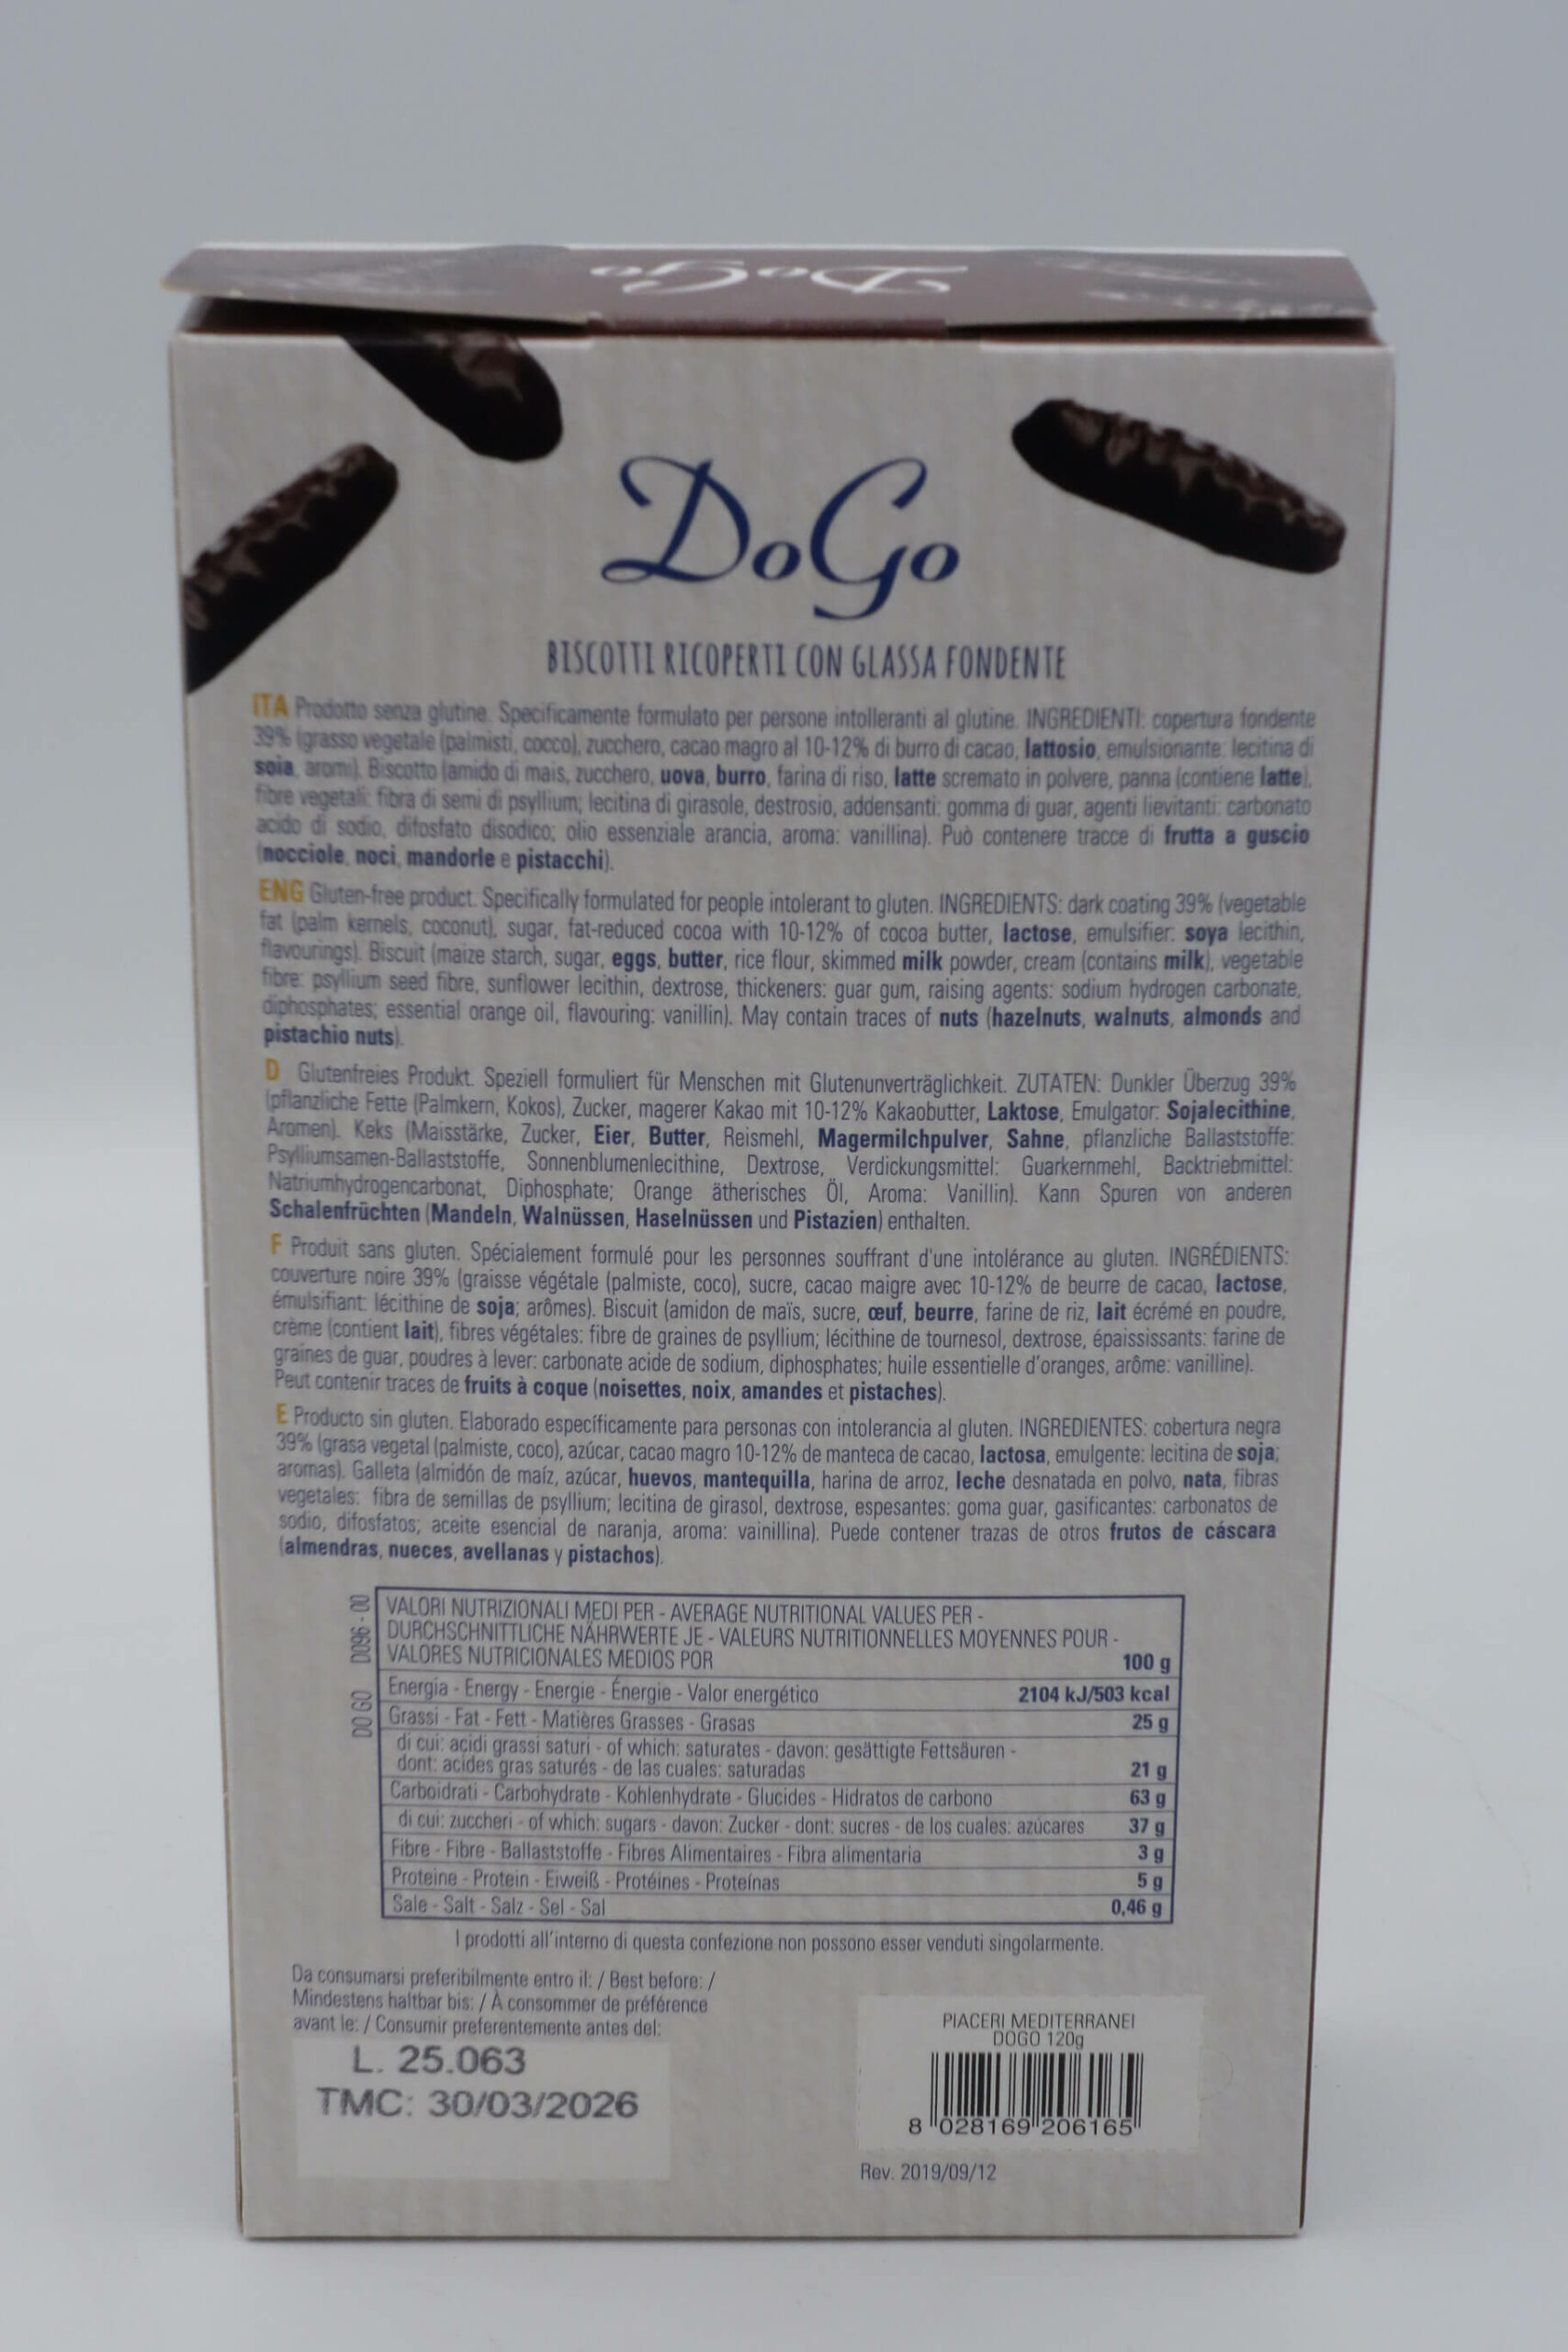 DoGo
DoGo
BISCOTTI RICOPERTI CON GLASSA FONDENTE
ITA Prodotto senza glutine. Specificamente formulato per persone intolleranti al glutine. INGREDIENTI: copertura fondente
39% (grasso vegetale (palmisti, cocco), zucchero, cacao magro al 10-12% di burro di cacao, lattosio, emulsionante: lecitina di
soia, aromi). Biscotto (amido di mais, zucchero, uova, burro, farina di riso, latte scremato in polvere, panna (contiene latte),
fibre vegetali: fibra di semi di psyllium; lecitina di girasole, destrosio, addensanti: gomma di guar, agenti lievitanti: carbonato
acido di sodio, difosfato disodico; olio essenziale arancia, aroma: vanillina). Può contenere tracce di frutta a guscio
(nocciole, noci, mandorle e pistacchi).
ENG Gluten-free product. Specifically formulated for people intolerant to gluten. INGREDIENTS: dark coating 39% (vegetable
fat (palm kernels, coconut), sugar, fat-reduced cocoa with 10-12% of cocoa butter, lactose, emulsifier: soya lecithin,
flavourings). Biscuit (maize starch, sugar, eggs, butter, rice flour, skimmed milk powder, cream (contains milk), vegetable
fibre: psyllium seed fibre, sunflower lecithin, dextrose, thickeners: guar gum, raising agents: sodium hydrogen carbonate,
diphosphates; essential orange oil, flavouring: vanillin). May contain traces of nuts (hazelnuts, walnuts, almonds and
pistachio nuts).
D Glutenfreies Produkt. Speziell formuliert für Menschen mit Glutenunverträglichkeit. ZUTATEN: Dunkler Überzug 39%
(pflanzliche Fette (Palmkern, Kokos), Zucker, magerer Kakao mit 10-12% Kakaobutter, Laktose, Emulgator: Sojalecithine,
Aromen). Keks (Maisstärke, Zucker, Eier, Butter, Reismehl, Magermilchpulver, Sahne, pflanzliche Ballaststoffe:
Psylliumsamen-Ballaststoffe, Sonnenblumenlecithine, Dextrose, Verdickungsmittel: Guarkernmehl, Backtriebmittel:
Natriumhydrogencarbonat, Diphosphate; Orange ätherisches Öl, Aroma: Vanillin). Kann Spuren von anderen
Schalenfrüchten (Mandeln, Walnüssen, Haselnüssen und Pistazien) enthalten.
F Produit sans gluten. Spécialement formulé pour les personnes souffrant d'une intolérance au gluten. INGRÉDIENTS:
couverture noire 39% (graisse végétale (palmiste, coco), sucre, cacao maigre avec 10-12% de beurre de cacao, lactose,
émulsifiant: lécithine de soja; arômes). Biscuit (amidon de maïs, sucre, œuf, beurre, farine de riz, lait écrémé en poudre,
crème (contient lait), fibres végétales: fibre de graines de psyllium; lécithine de tournesol, dextrose, épaississants: farine de
graines de guar, poudres à lever: carbonate acide de sodium, diphosphates; huile essentielle d'oranges, arôme: vanilline).
Peut contenir traces de fruits à coque (noisettes, noix, amandes et pistaches).
E Producto sin gluten. Elaborado específicamente para personas con intolerancia al gluten. INGREDIENTES: cobertura negra
39% (grasa vegetal (palmiste, coco), azúcar, cacao magro 10-12% de manteca de cacao, lactosa, emulgente: lecitina de soja;
aromas). Galleta (almidón de maíz, azúcar, huevos, mantequilla, harina de arroz, leche desnatada en polvo, nata, fibras
vegetales: fibra de semillas de psyllium; lecitina de girasol, dextrose, espesantes: goma guar, gasificantes: carbonatos de
sodio, difosfatos; aceite esencial de naranja, aroma: vainillina). Puede contener trazas de otros frutos de cáscara
(almendras, nueces, avellanas y pistachos).
DO GO D096 - 00
VALORI NUTRIZIONALI MEDI PER - AVERAGE NUTRITIONAL VALUES PER -
DURCHSCHNITTLICHE NÄHRWERTE JE - VALEURS NUTRITIONNELLES MOYENNES POUR -
VALORES NUTRICIONALES MEDIOS POR 100 g
Energia - Energy - Energie - Énergie - Valor energético 2104 kJ/503 kcal
Grassi - Fat - Fett - Matières Grasses - Grasas 25 g
di cui: acidi grassi saturi - of which: saturates - davon: gesättigte Fettsäuren -
dont: acides gras saturés - de las cuales: saturadas 21 g
Carboidrati - Carbohydrate - Kohlenhydrate - Glucides - Hidratos de carbono 63 g
di cui: zuccheri - of which: sugars - davon: Zucker - dont: sucres - de los cuales: azúcares 37 g
Fibre - Fibre - Ballaststoffe - Fibres Alimentaires - Fibra alimentaria 3 g
Proteine - Protein - Eiweiß - Protéines - Proteínas 5 g
Sale - Salt - Salz - Sel - Sal 0,46 g
I prodotti all'interno di questa confezione non possono esser venduti singolarmente.
Da consumarsi preferibilmente entro il: / Best before: /
Mindestens haltbar bis: / À consommer de préférence
avant le: / Consumir preferentemente antes del:
L. 25.063
TMC: 30/03/2026
PIACERI MEDITERRANEI
DOGO 120g
8 028169 206165
Rev. 2019/09/12